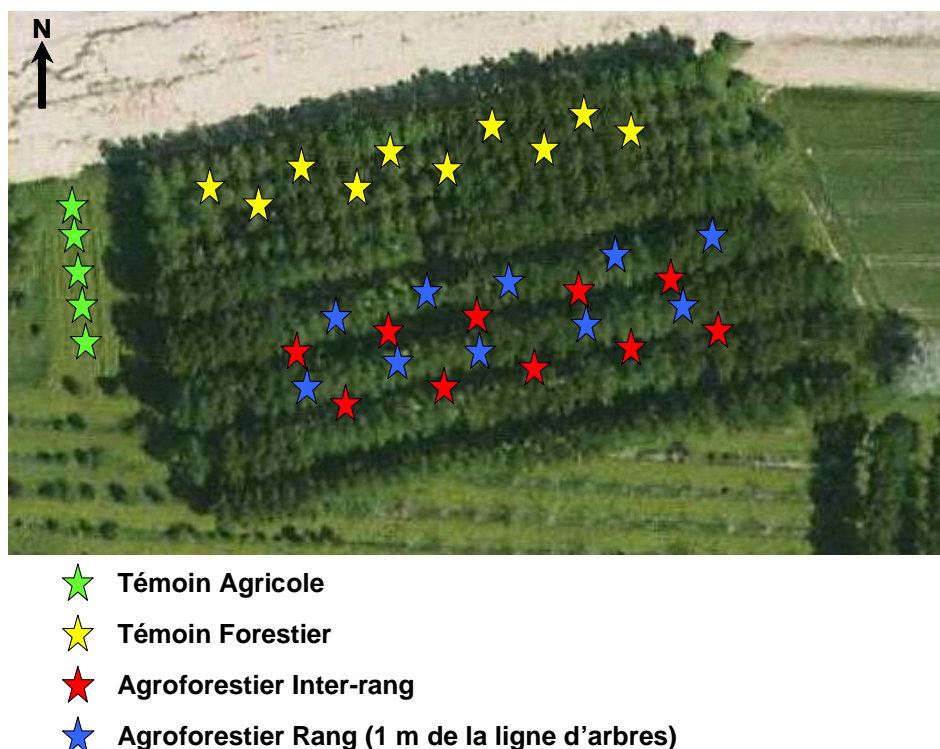 N
Témoin Agricole
Témoin Forestier
Agroforestier Inter-rang
Agroforestier Rang (1 m de la ligne d'arbres)